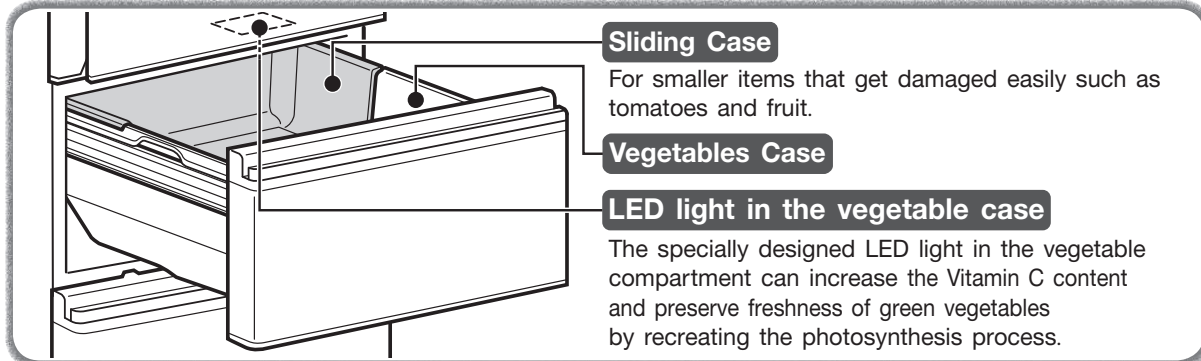 Sliding Case
For smaller items that get damaged easily such as
tomatoes and fruit.
Vegetables Case
LED light in the vegetable case
The specially designed LED light in the vegetable
compartment can increase the Vitamin C content
and preserve freshness of green vegetables
by recreating the photosynthesis process.